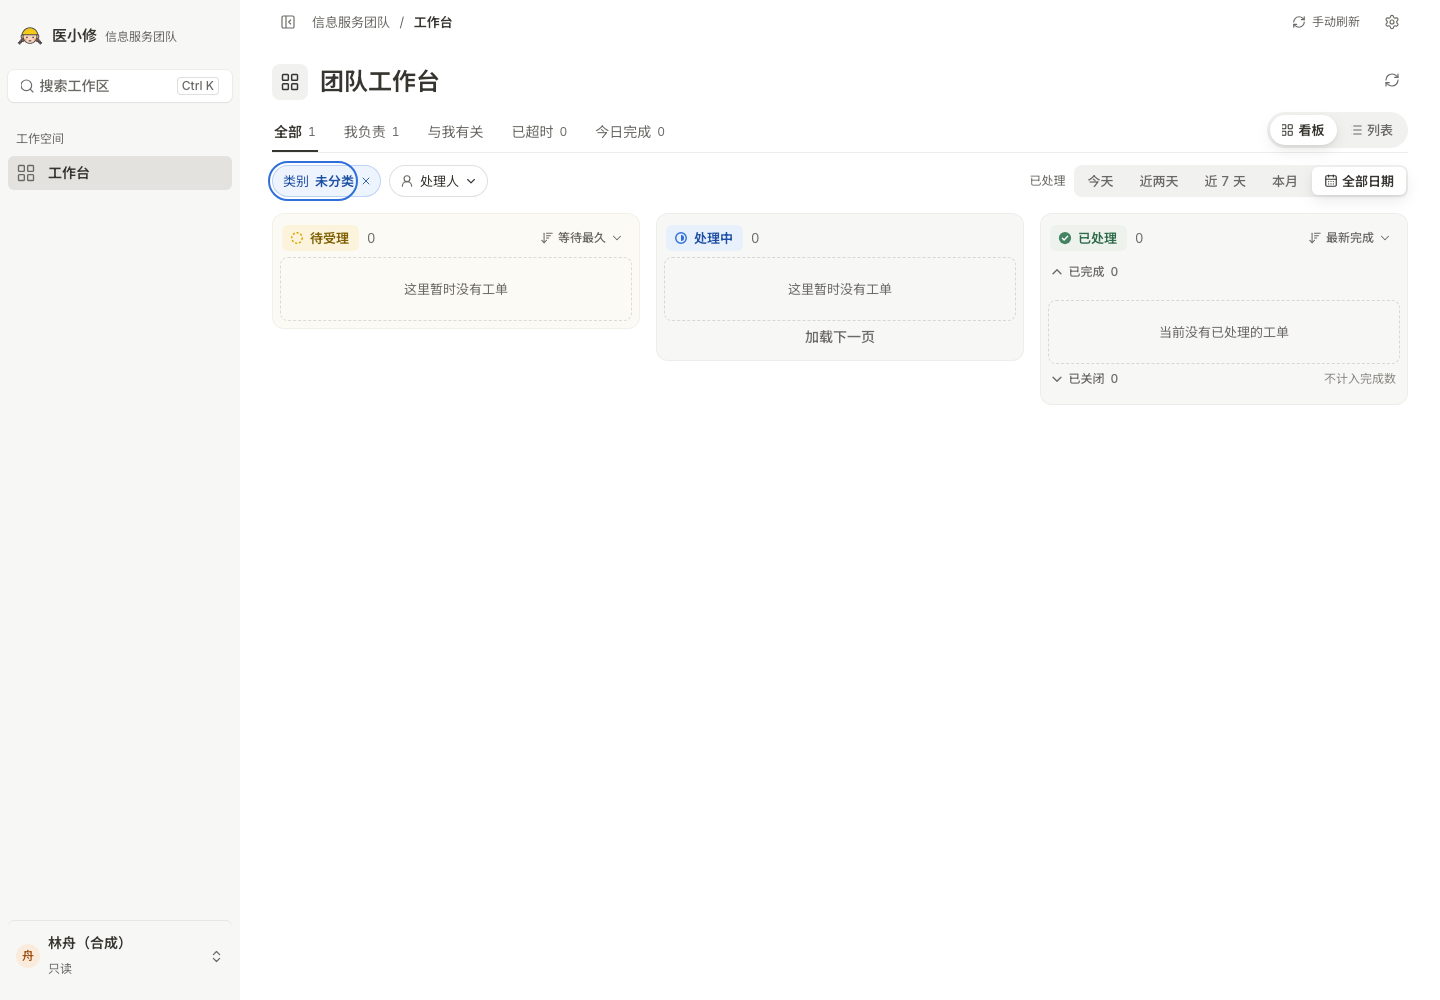 医小修 信息服务团队
搜索工作区 Ctrl K
工作空间
工作台
林舟（合成）
舟
只读
信息服务团队 / 工作台
手动刷新
团队工作台
全部 1 我负责 1 与我有关 已超时 0 今日完成 0
看板 列表
类别 未分类 × 处理人
已处理 今天 近两天 近 7 天 本月 全部日期
待受理 0 等待最久
这里暂时没有工单
处理中 0
这里暂时没有工单
加载下一页
已处理 0 最新完成
已完成 0
当前没有已处理的工单
已关闭 0 不计入完成数